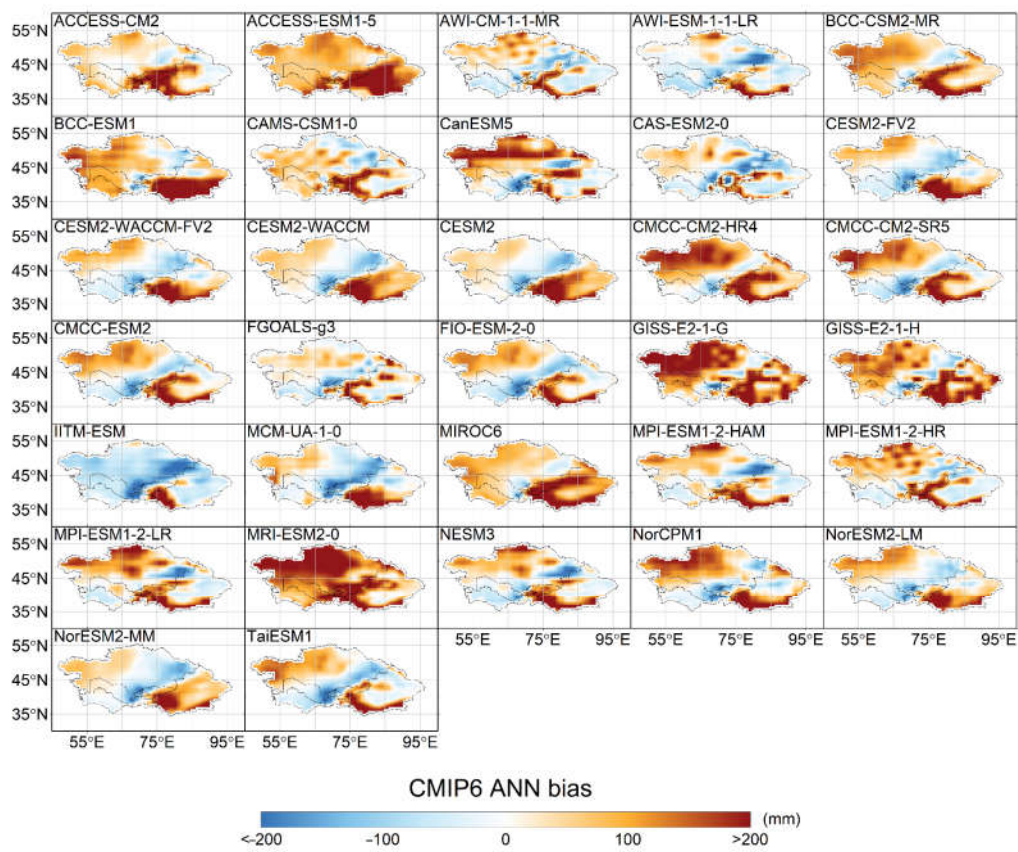 ACCESS-CM2 ACCESS-ESM1-5 AWI-CM-1-1-MR AWI-ESM-1-1-LR BCC-CSM2-MR
55°N
45°N
35°N
BCC-ESM1 CAMS-CSM1-0 CanESM5 CAS-ESM2-0 CESM2-FV2
55°N
45°N
35°N
CESM2-WACCM-FV2 CESM2-WACCM CESM2 CMCC-CM2-HR4 CMCC-CM2-SR5
55°N
45°N
35°N
CMCC-ESM2 FGOALS-g3 FIO-ESM-2-0 GISS-E2-1-G GISS-E2-1-H
55°N
45°N
35°N
IITM-ESM MCM-UA-1-0 MIROC6 MPI-ESM1-2-HAM MPI-ESM1-2-HR
55°N
45°N
35°N
MPI-ESM1-2-LR MRI-ESM2-0 NESM3 NorCPM1 NorESM2-LM
55°N
45°N
35°N
NorESM2-MM TaiESM1 55°E 75°E 95°E 55°E 75°E 95°E 55°E 75°E 95°E
55°N
45°N
35°N
55°E 75°E 95°E 55°E 75°E 95°E
CMIP6 ANN bias
(mm)
<-200 -100 0 100 >200